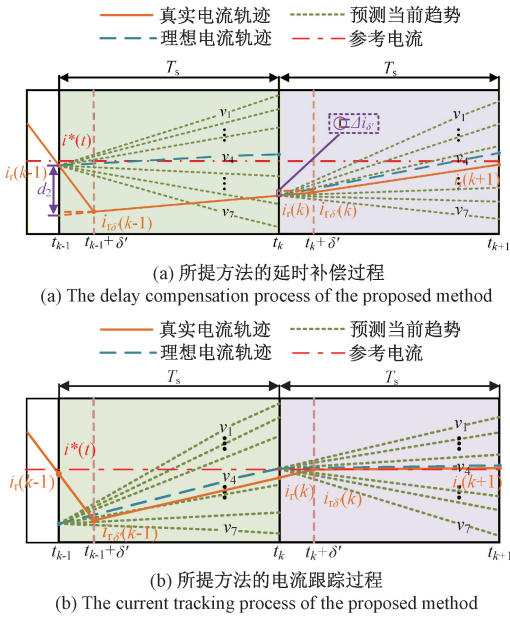 真实电流轨迹 预测当前趋势
理想电流轨迹 参考电流
Ts Ts
i*(t)
v1
Δiδ′
v1
ir(k-1)
v4
v4
d2
ir(k+1)
irδ′(k-1)
v7
ir(k) irδ′(k)
v7
tk-1 tk-1+δ′ tk tk+δ′ tk+1
(a) 所提方法的延时补偿过程
(a) The delay compensation process of the proposed method
真实电流轨迹 预测当前趋势
理想电流轨迹 参考电流
Ts Ts
i*(t)
v1
v1
ir(k-1)
v4
v4
ir(k+1)
ir(k) irδ′(k)
irδ′(k-1)
v7
v7
tk-1 tk-1+δ′ tk tk+δ′ tk+1
(b) 所提方法的电流跟踪过程
(b) The current tracking process of the proposed method